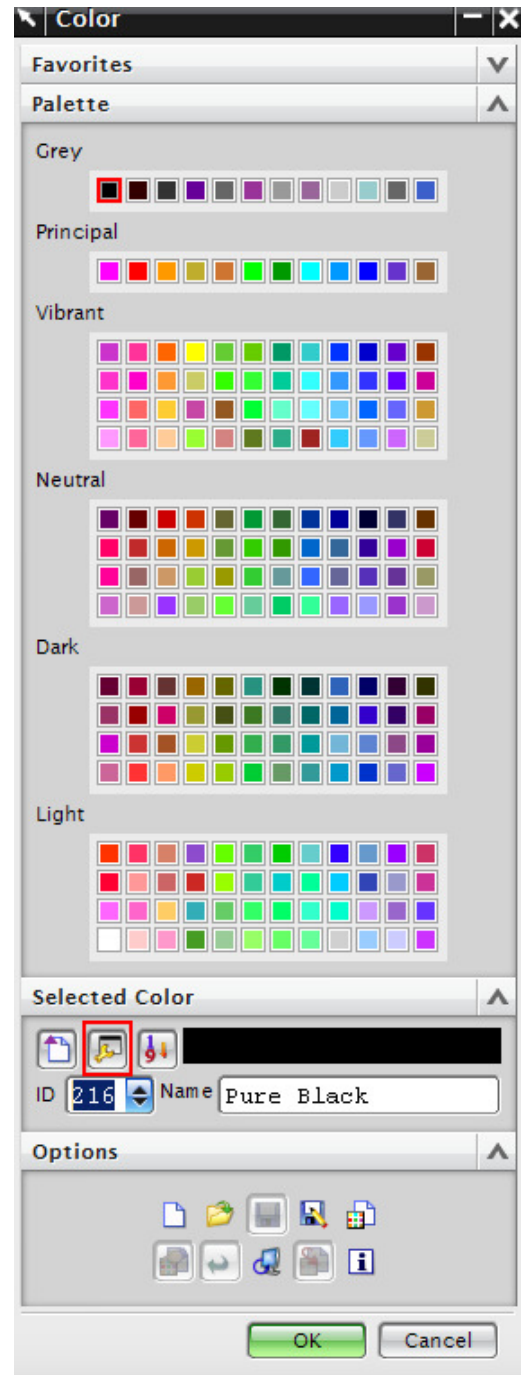 Color
Favorites
Palette
Grey
Principal
Vibrant
Neutral
Dark
Light
Selected Color
ID 216 Name Pure Black
Options
OK Cancel